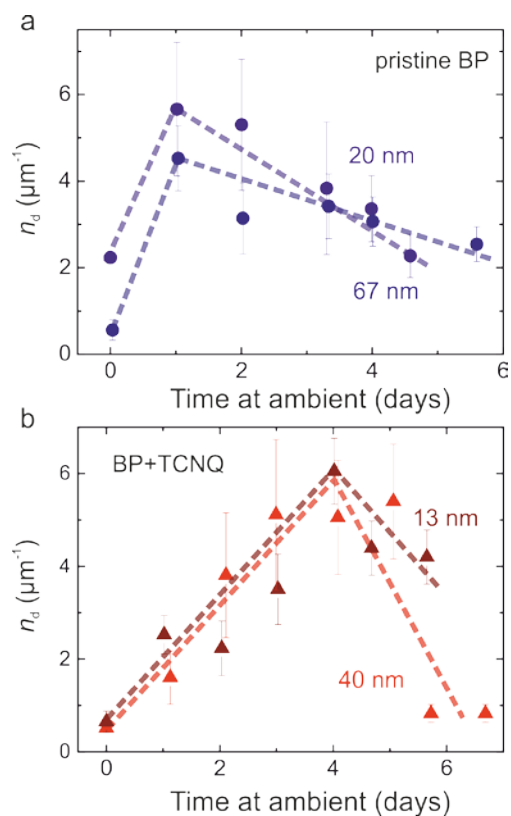 a
pristine BP
6
4
2
0
n_d (µm⁻¹)
20 nm
67 nm
0 2 4 6
Time at ambient (days)
b
BP+TCNQ
6
4
2
0
n_d (µm⁻¹)
13 nm
40 nm
0 2 4 6
Time at ambient (days)